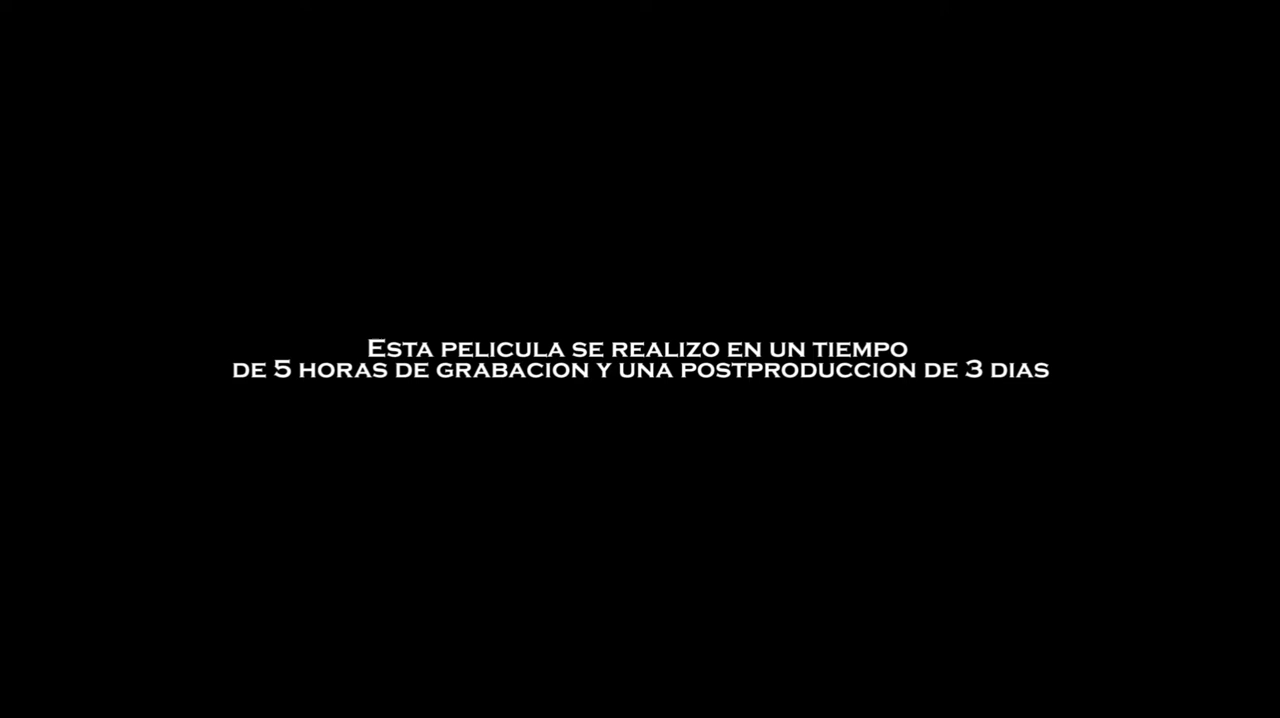 Esta pelicula se realizo en un tiempo
de 5 horas de grabacion y una postproduccion de 3 dias